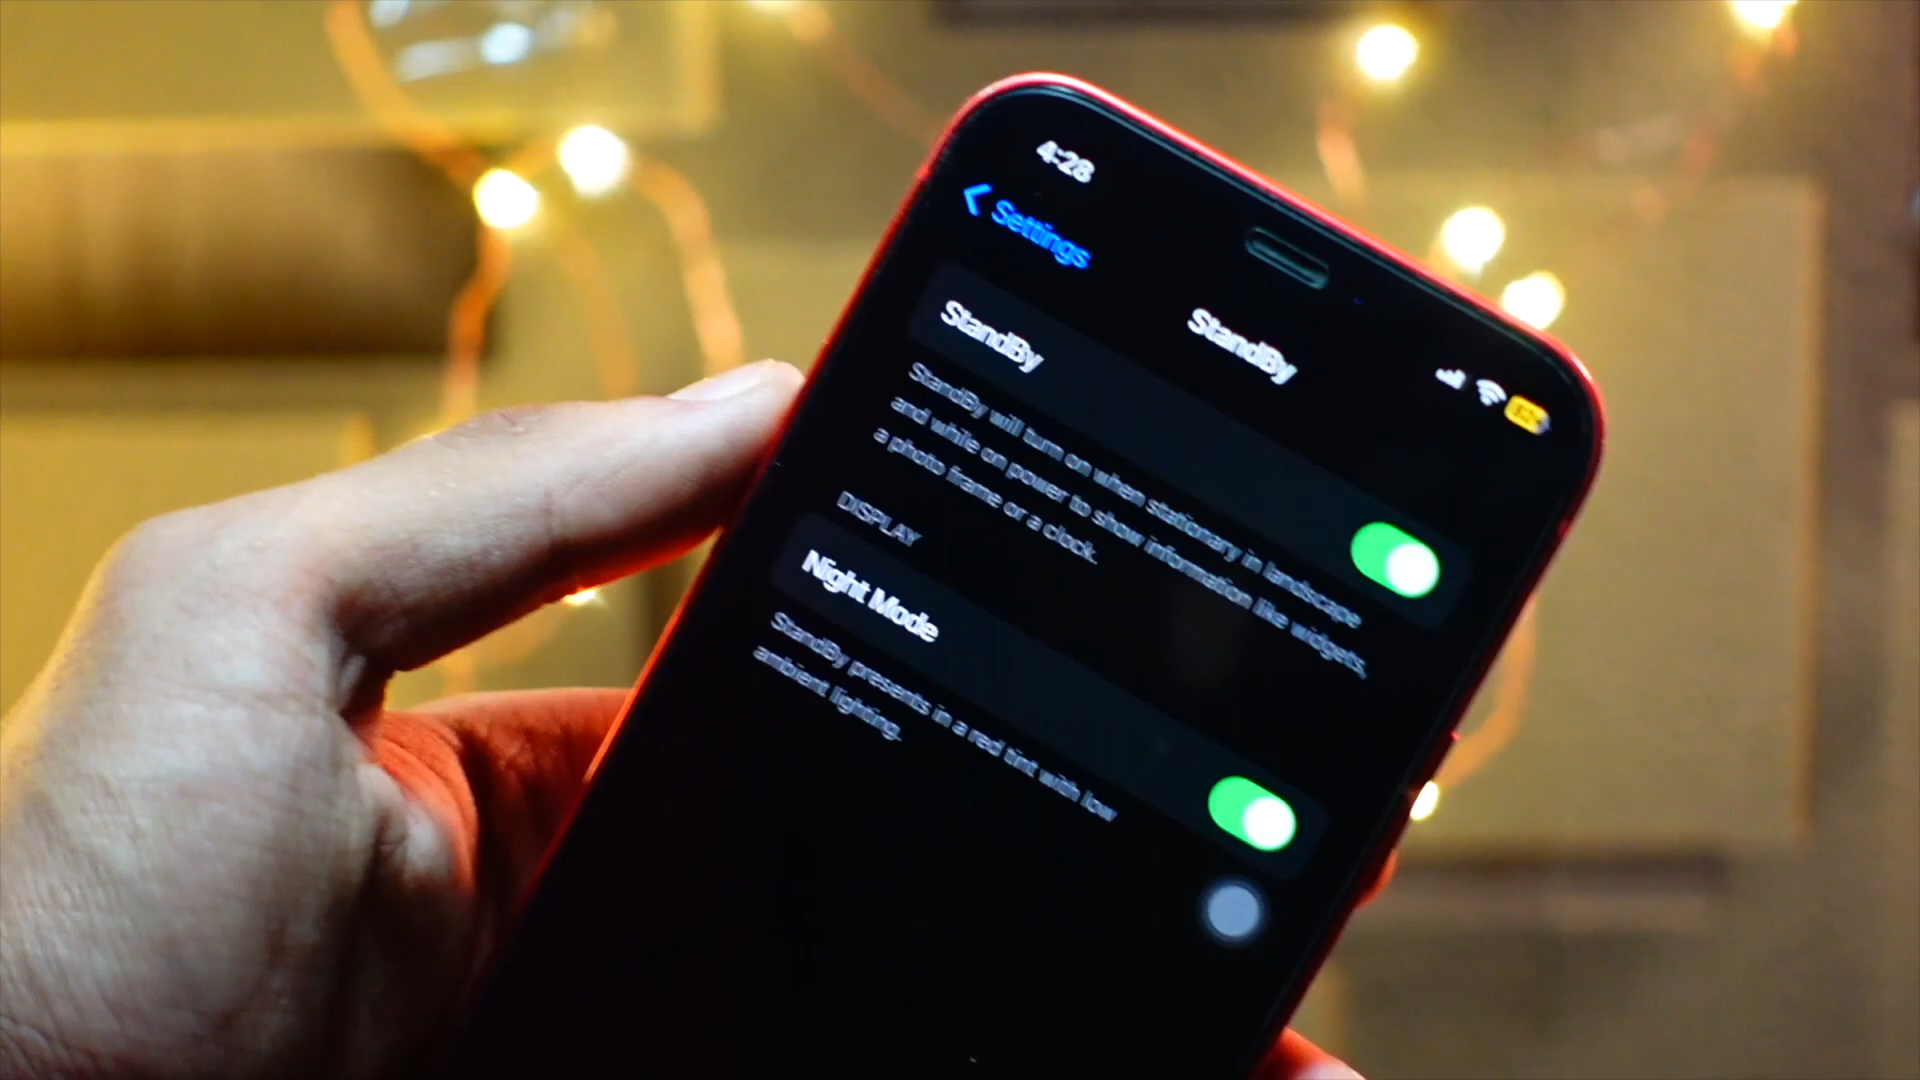 4:28
Settings
StandBy
StandBy
StandBy will turn on when stationary in landscape
and while on power to show information like widgets,
a photo frame or a clock.
DISPLAY
Night Mode
StandBy presents in a red tint with low
ambient lighting.